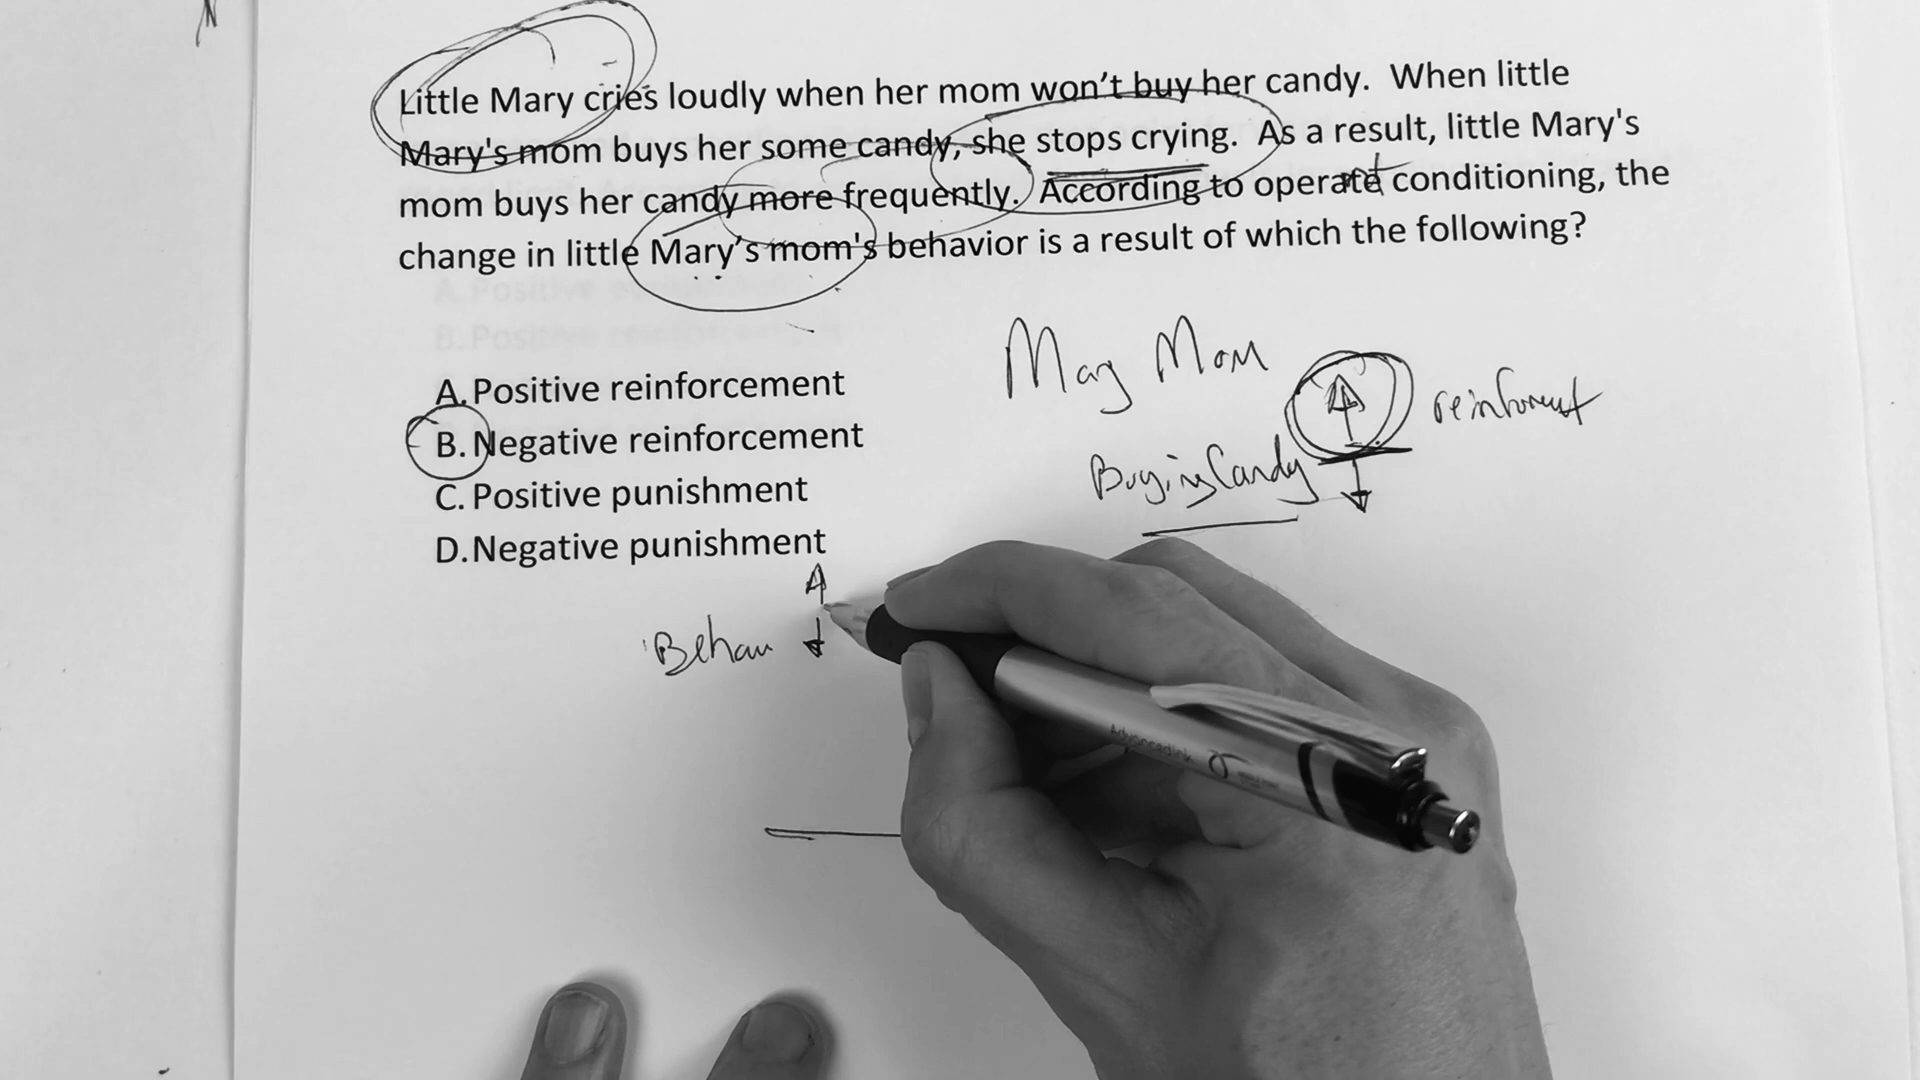 Little Mary cries loudly when her mom won't buy her candy. When little
Mary's mom buys her some candy, she stops crying. As a result, little Mary's
mom buys her candy more frequently. According to operant conditioning, the
change in little Mary's mom's behavior is a result of which the following?
A. Positive
B. Posi
A. Positive reinforcement
B. Negative reinforcement
C. Positive punishment
D. Negative punishment
Mary Mom
Buying Candy
reinforcement
Behav